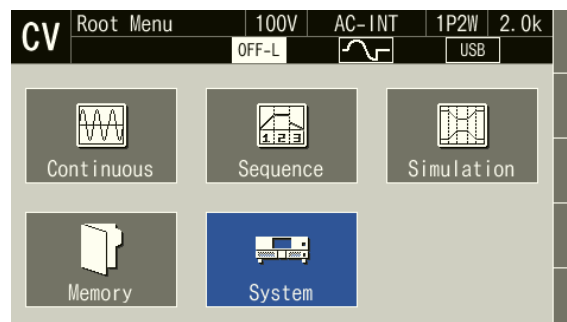 CV Root Menu 100V AC-INT 1P2W 2.0k
OFF-L USB
1 2 3
Continuous Sequence Simulation
Memory System